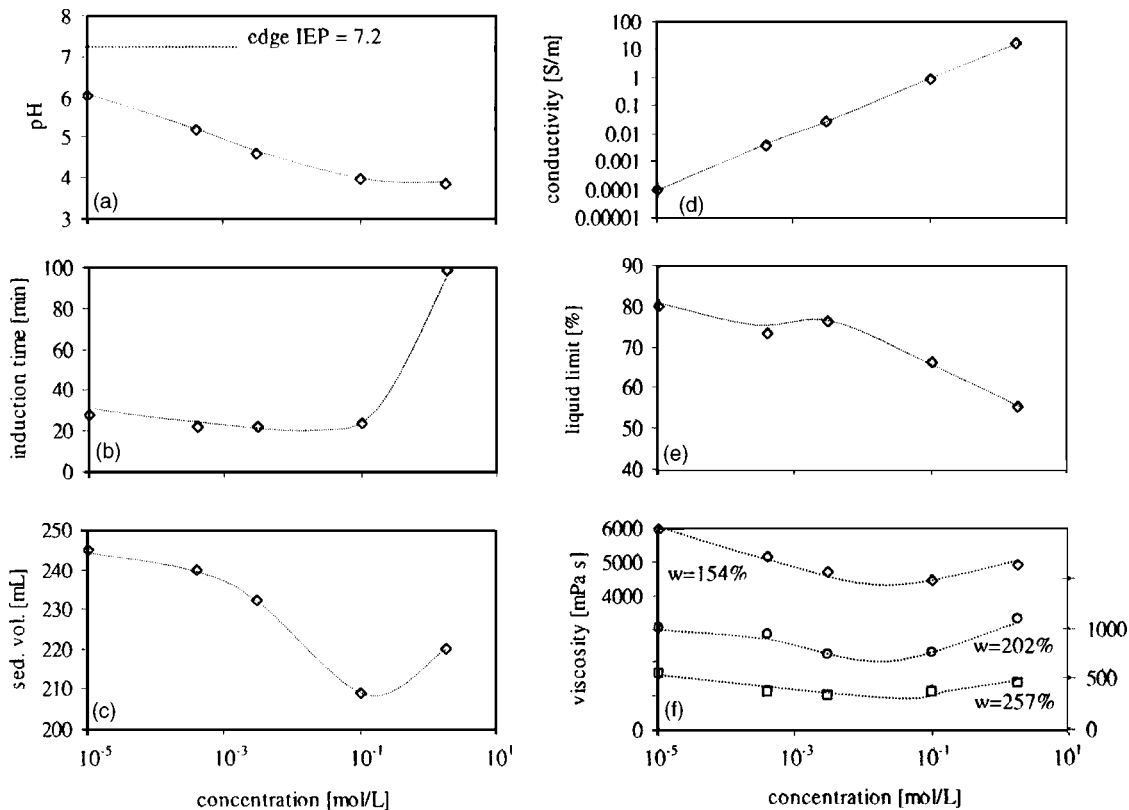 8
7
6
5
4
3
pH
edge IEP = 7.2
(a)
100
80
60
40
20
0
induction time [min]
(b)
250
240
230
220
210
200
sed. vol. [mL]
(c)
10⁻⁵
10⁻³
10⁻¹
10¹
concentration [mol/L]
100
10
1
0.1
0.01
0.001
0.0001
0.00001
conductivity [S/m]
(d)
90
80
70
60
50
40
liquid limit [%]
(e)
6000
5000
4000
0
viscosity [mPa s]
w=154%
w=202%
w=257%
(f)
1000
500
0
10⁻⁵
10⁻³
10⁻¹
10¹
concentration [mol/L]